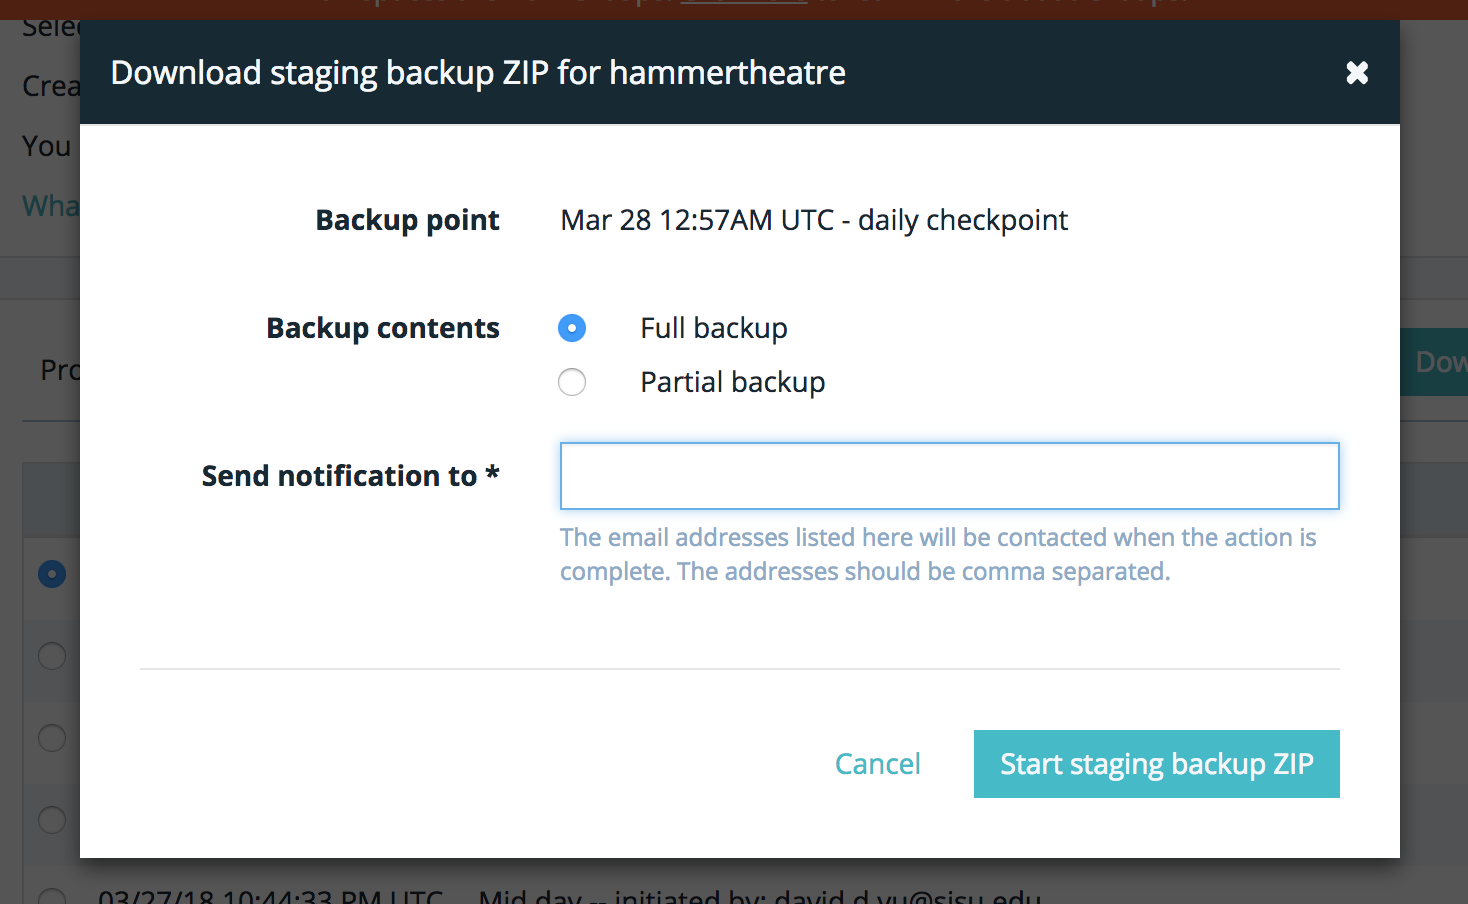 Selec
Download staging backup ZIP for hammertheatre
Crea
You
Wha
Backup point
Mar 28 12:57AM UTC - daily checkpoint
Backup contents
Full backup
Partial backup
Pro
Dow
Send notification to *
The email addresses listed here will be contacted when the action is
complete. The addresses should be comma separated.
Cancel
Start staging backup ZIP
03/27/18 10:44:33 PM UTC
Mid day -- initiated by: david.d.vu@sjsu.edu